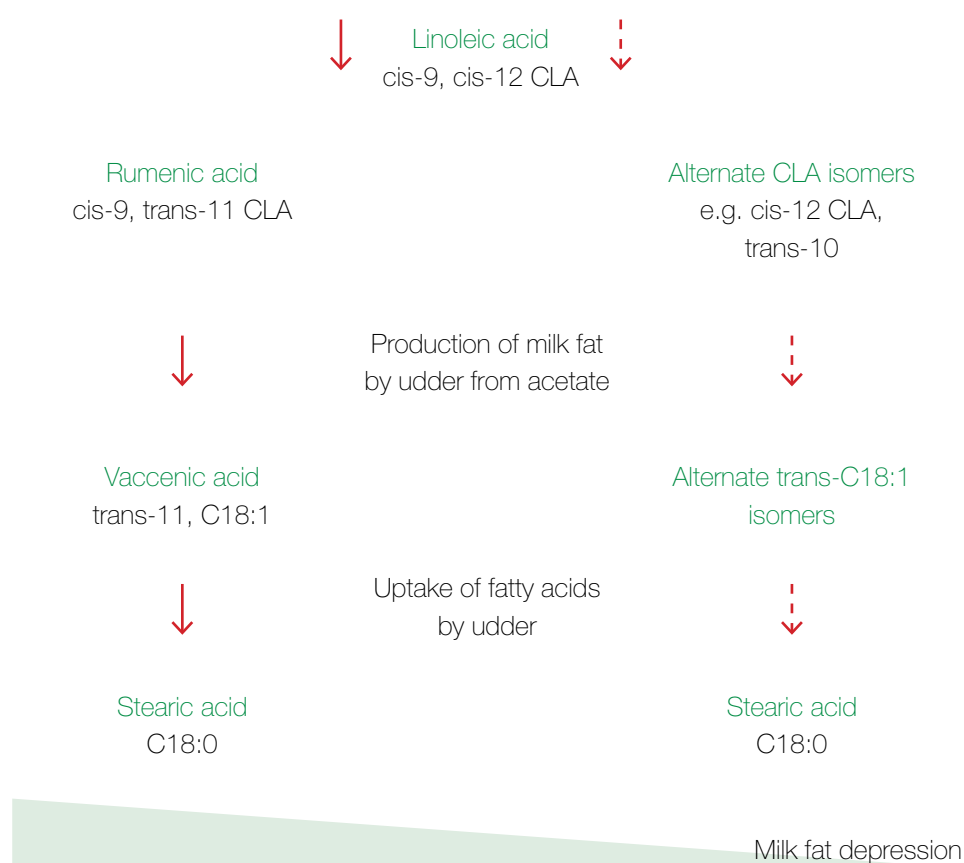 Linoleic acid
cis-9, cis-12 CLA
Rumenic acid
cis-9, trans-11 CLA
Alternate CLA isomers
e.g. cis-12 CLA,
trans-10
Production of milk fat
by udder from acetate
Vaccenic acid
trans-11, C18:1
Alternate trans-C18:1
isomers
Uptake of fatty acids
by udder
Stearic acid
C18:0
Stearic acid
C18:0
Milk fat depression